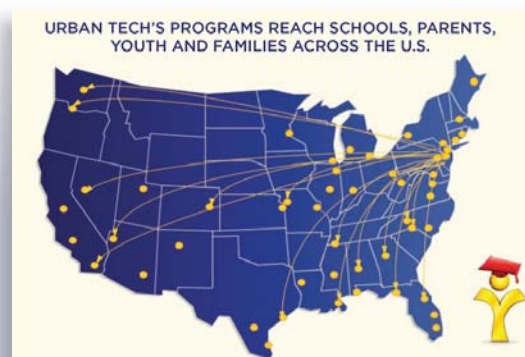 URBAN TECH'S PROGRAMS REACH SCHOOLS, PARENTS,
YOUTH AND FAMILIES ACROSS THE U.S.